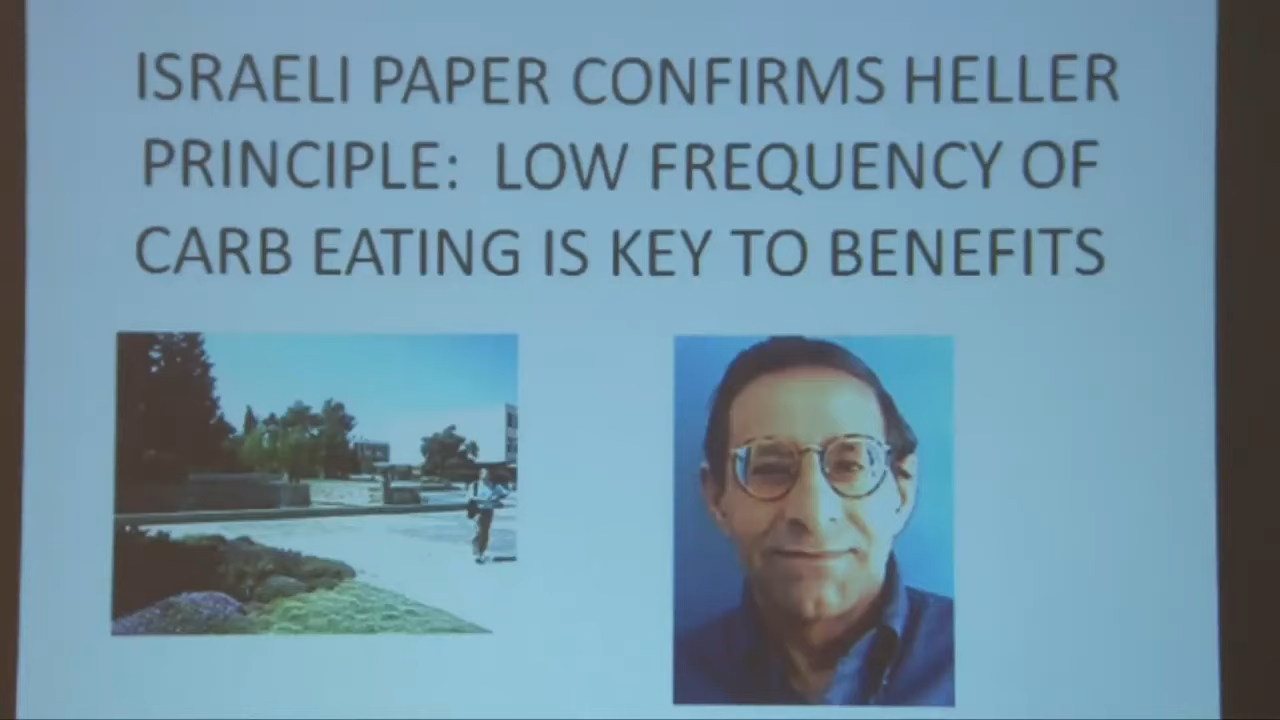 ISRAELI PAPER CONFIRMS HELLER
PRINCIPLE: LOW FREQUENCY OF
CARB EATING IS KEY TO BENEFITS